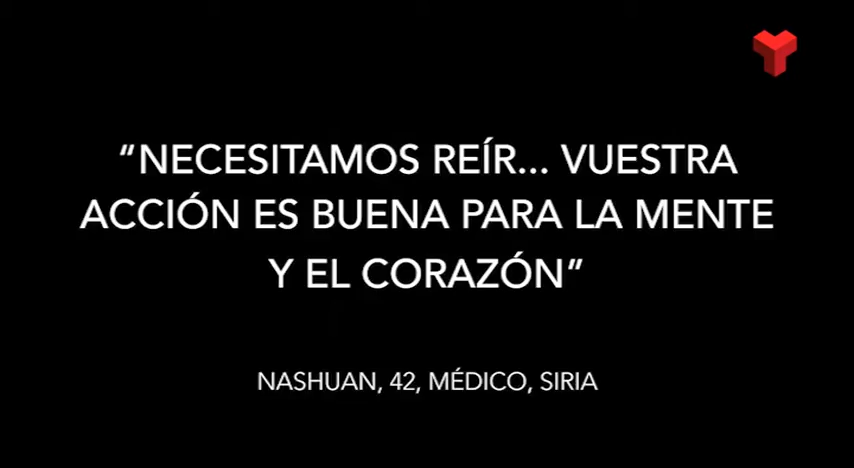 “NECESITAMOS REÍR... VUESTRA
ACCIÓN ES BUENA PARA LA MENTE
Y EL CORAZÓN”
NASHUAN, 42, MÉDICO, SIRIA